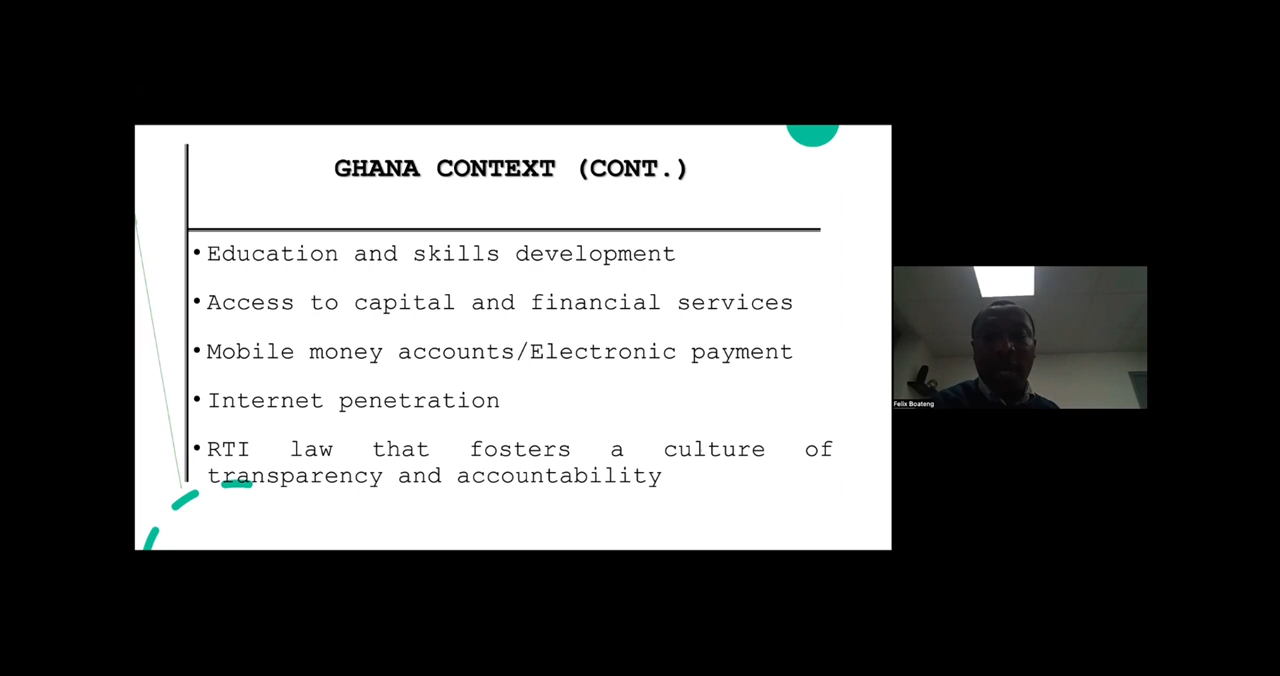 GHANA CONTEXT (CONT.)
•Education and skills development
•Access to capital and financial services
•Mobile money accounts/Electronic payment
•Internet penetration
•RTI law that fosters a culture of
transparency and accountability
Felix Boateng